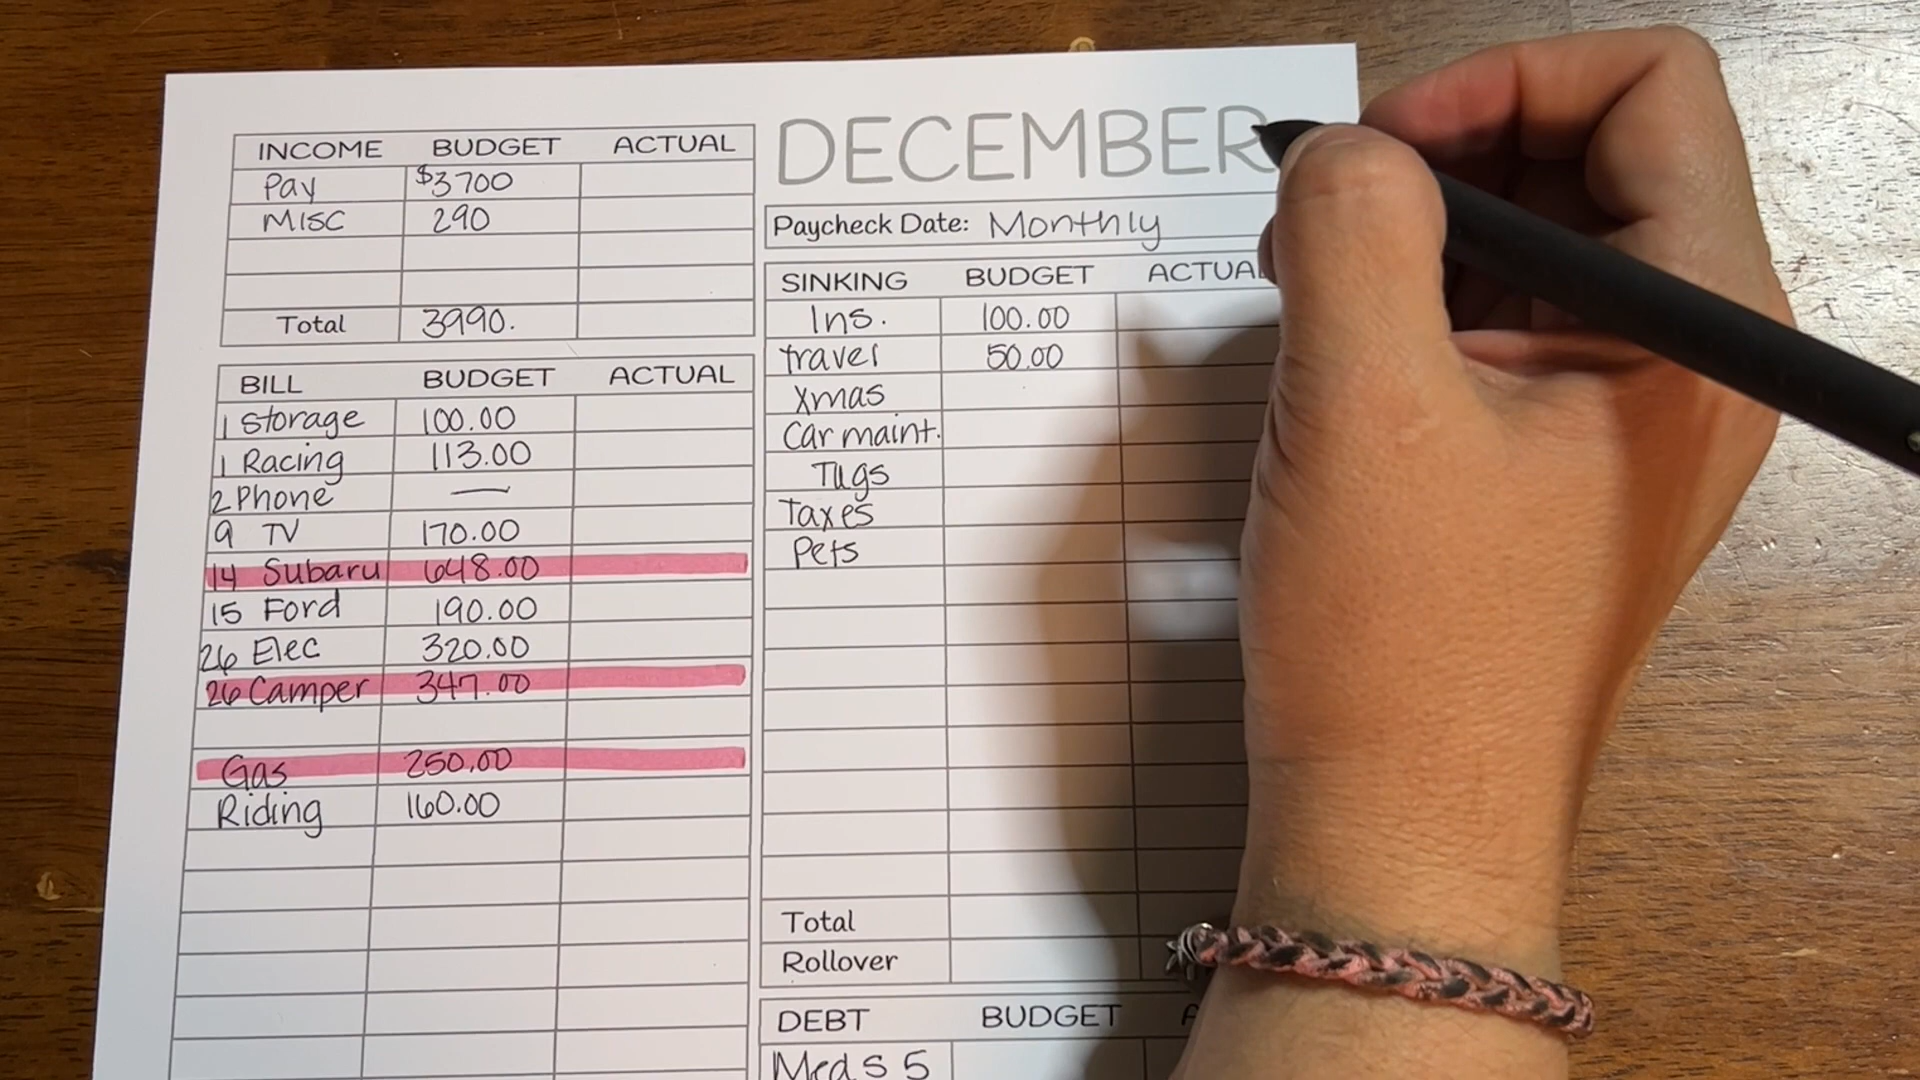 DECEMBER
INCOME BUDGET ACTUAL
Pay $3700
MISC 290
Total 3990.
BILL BUDGET ACTUAL
1 Storage 100.00
1 Racing 113.00
2 Phone —
9 TV 170.00
14 Subaru 648.00
15 Ford 190.00
26 Elec 320.00
26 Camper 347.00
Gas 250.00
Riding 160.00
Paycheck Date: Monthly
SINKING BUDGET ACTUAL
Ins. 100.00
travel 50.00
Xmas
Car maint.
Tags
Taxes
Pets
Total
Rollover
DEBT BUDGET A
Med S 5